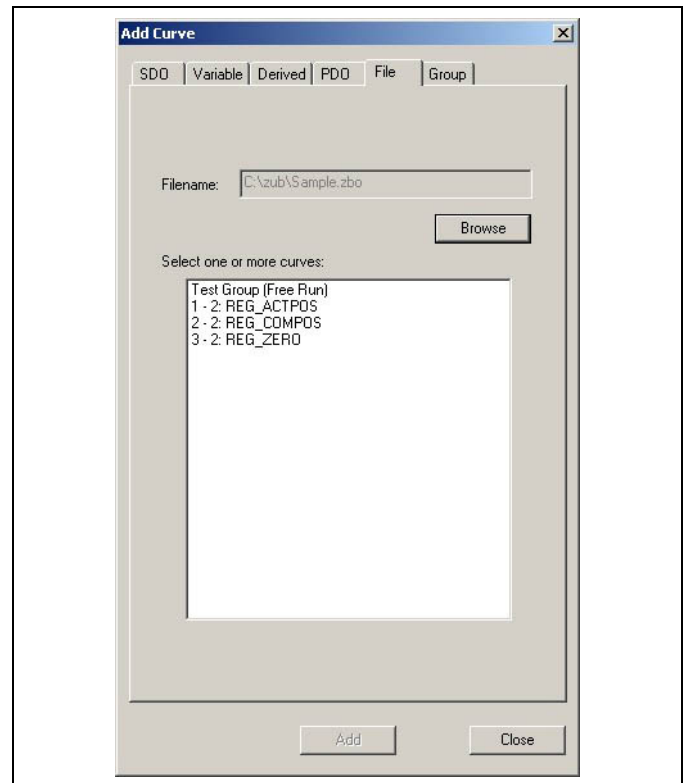 Add Curve
SDO Variable Derived PDO File Group
Filename: C:\zub\Sample.zbo
Browse
Select one or more curves:
Test Group (Free Run)
1 - 2: REG_ACTPOS
2 - 2: REG_COMPOS
3 - 2: REG_ZERO
Add Close